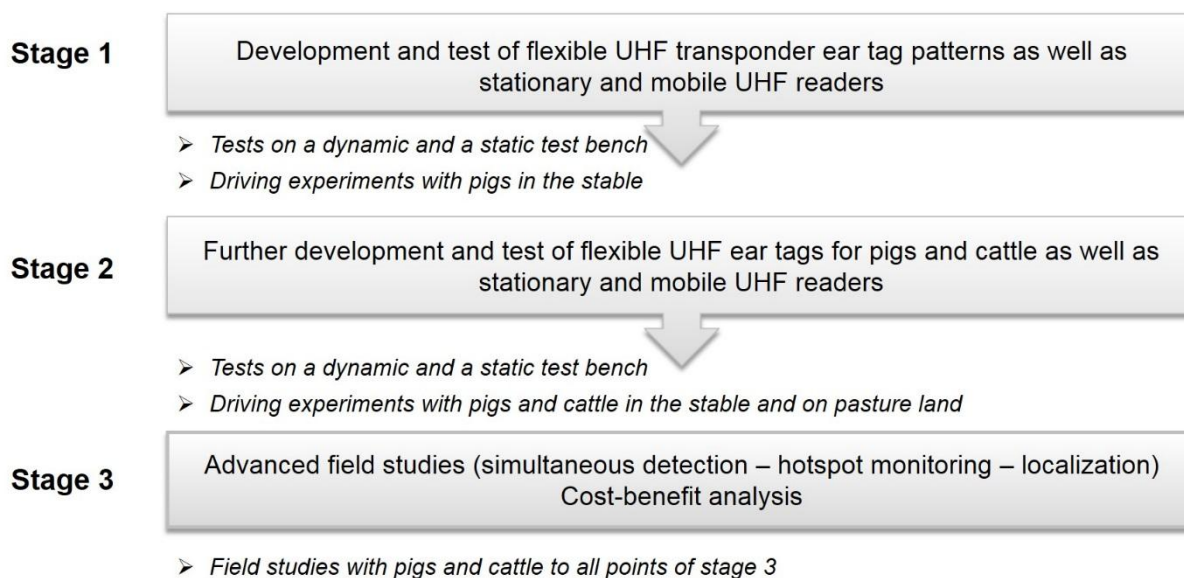 Stage 1
Development and test of flexible UHF transponder ear tag patterns as well as
stationary and mobile UHF readers
➢ Tests on a dynamic and a static test bench
➢ Driving experiments with pigs in the stable
Stage 2
Further development and test of flexible UHF ear tags for pigs and cattle as well as
stationary and mobile UHF readers
➢ Tests on a dynamic and a static test bench
➢ Driving experiments with pigs and cattle in the stable and on pasture land
Stage 3
Advanced field studies (simultaneous detection – hotspot monitoring – localization)
Cost-benefit analysis
➢ Field studies with pigs and cattle to all points of stage 3